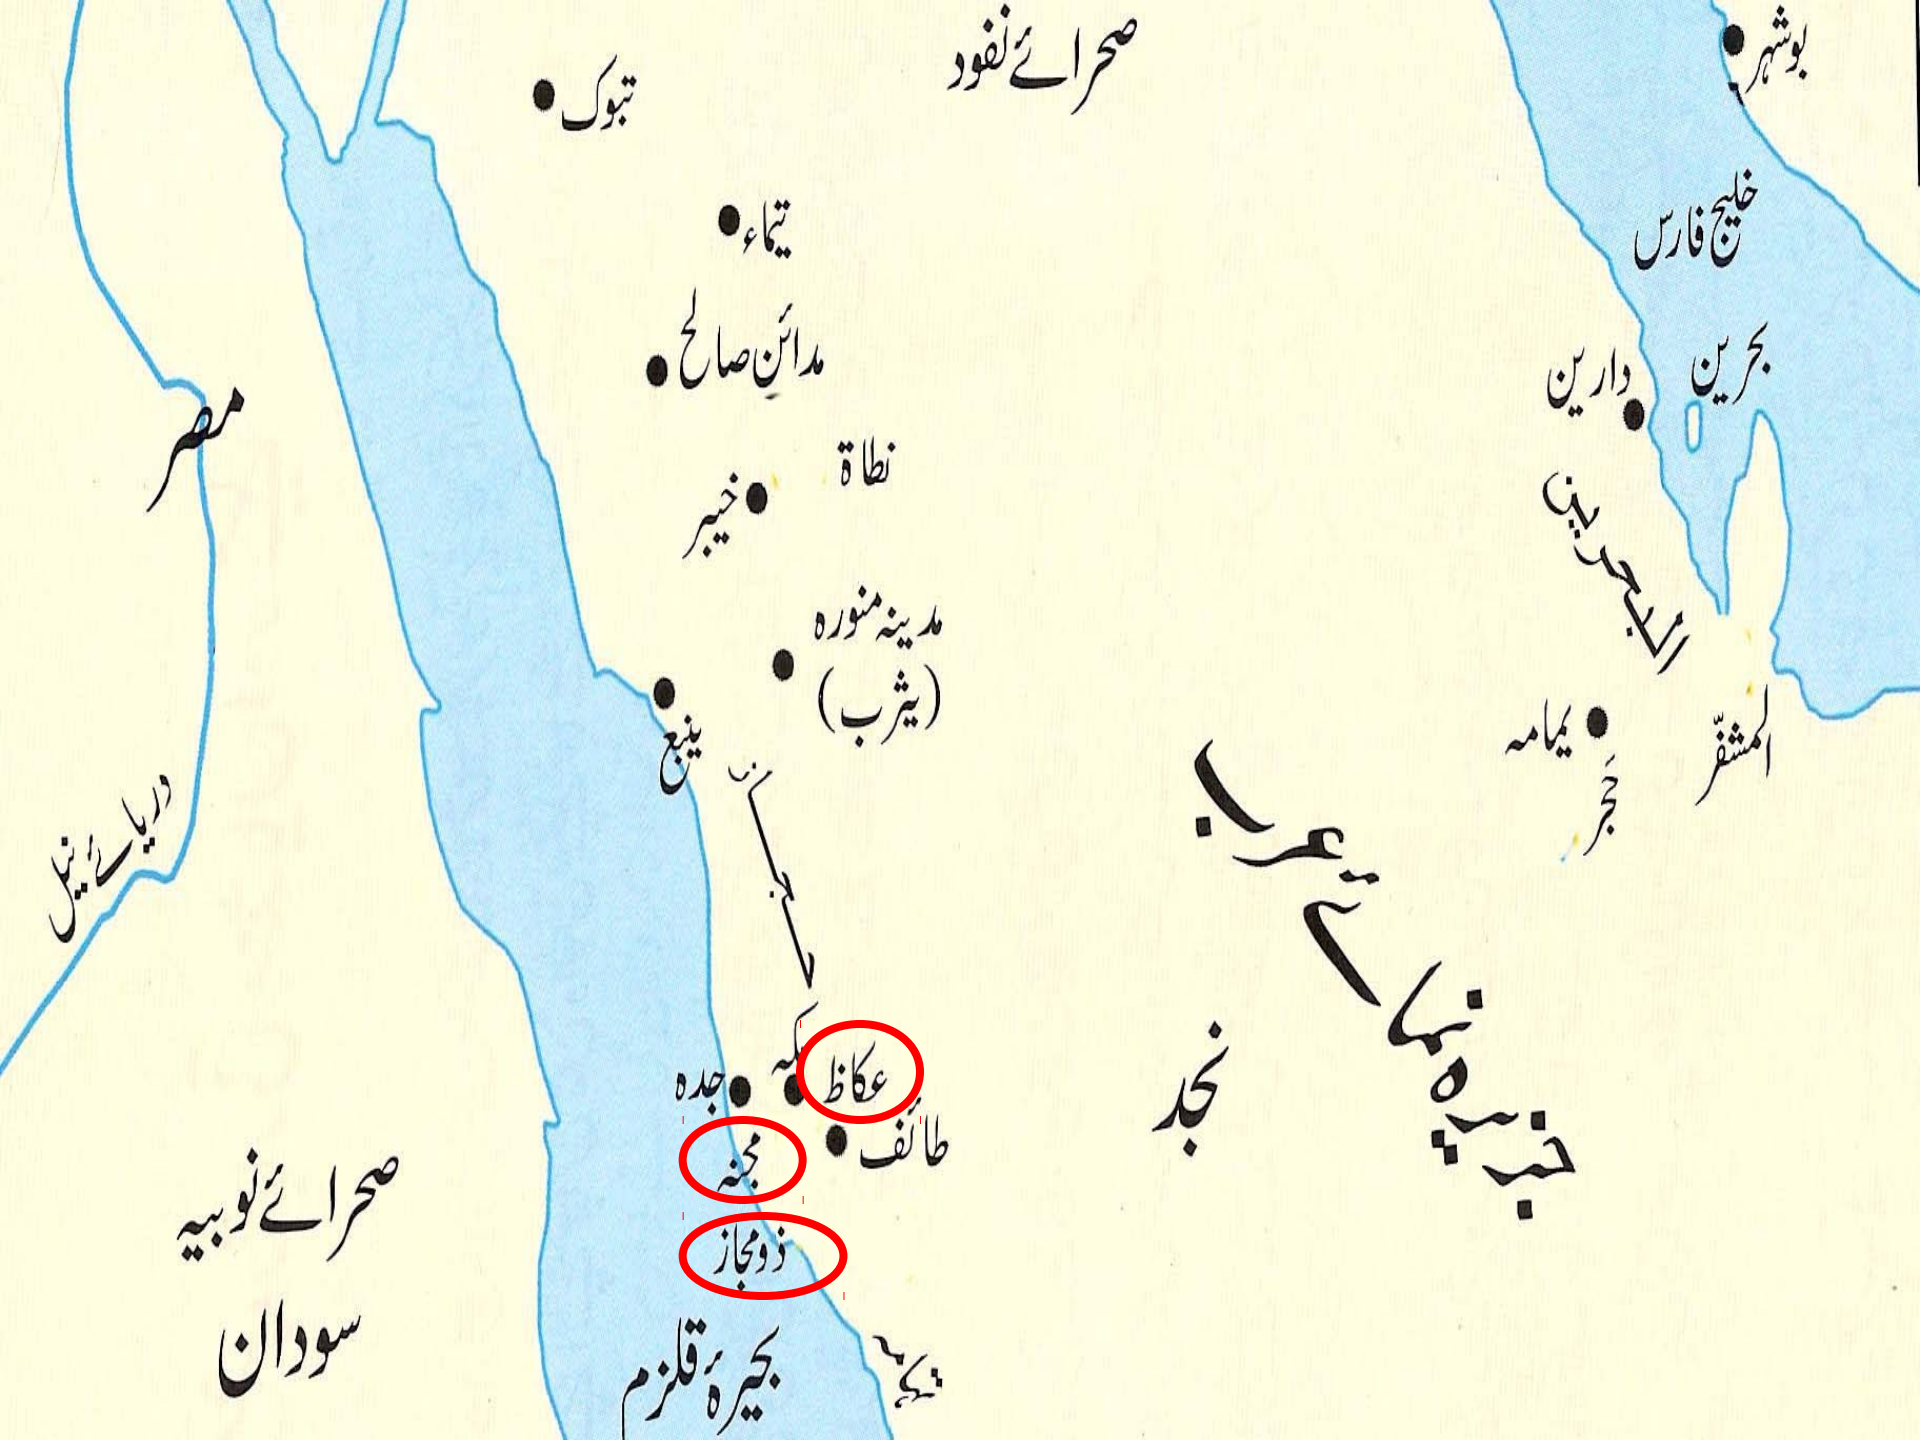 صحرائے نفود
بوشہر
تبوک
خلیج فارس
تیماء
مدائن صالح
بحرین
دارین
مصر
نطاة
خیبر
البحرین
مدینہ منورہ
(یثرب)
ینبع
یمامہ
المشقّر
حَجر
دریائے نیل
حجاز
جزیرہ نمائے عرب
مکہ
عکاظ
جدہ
نجد
طائف
مجنہ
صحرائے نوبیہ
ذومجاز
سودان
بحیرۂ قلزم
تہامہ